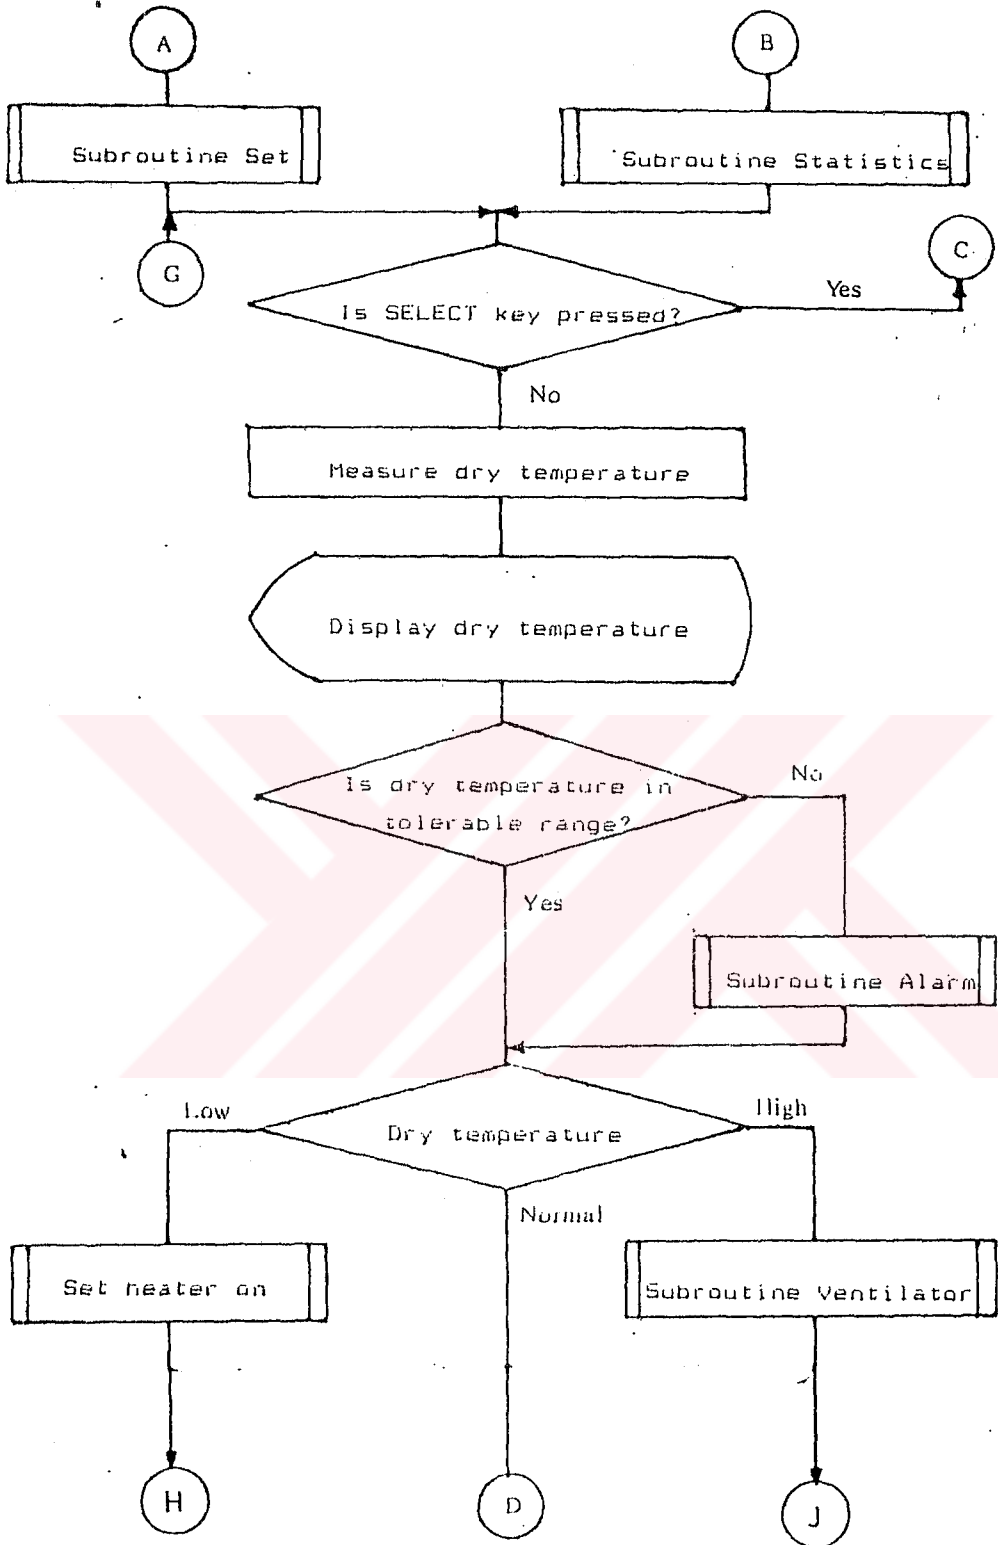 A
B
Subroutine Set
Subroutine Statistics
G
C
Is SELECT key pressed?
Yes
No
Measure dry temperature
Display dry temperature
Is dry temperature in
tolerable range?
No
Yes
Subroutine Alarm
Low
High
Dry temperature
Normal
Set heater on
Subroutine Ventilator
H
D
J